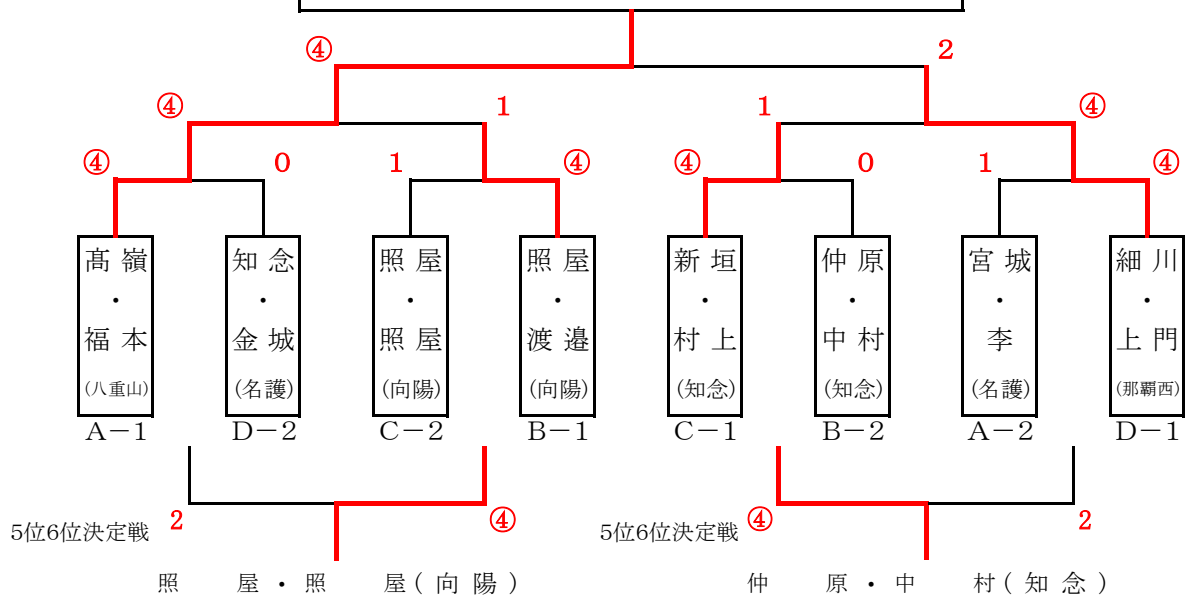 ④ 2
④ 1 1 ④
④ 0 1 ④ ④ 0 1 ④
髙嶺・福本(八重山)
知念・金城(名護)
照屋・照屋(向陽)
照屋・渡邉(向陽)
新垣・村上(知念)
仲原・中村(知念)
宮城・李(名護)
細川・上門(那覇西)
A－1 D－2 C－2 B－1 C－1 B－2 A－2 D－1
5位6位決定戦 2 ④ 5位6位決定戦 ④ 2
照屋・照屋(向陽) 仲原・中村(知念)